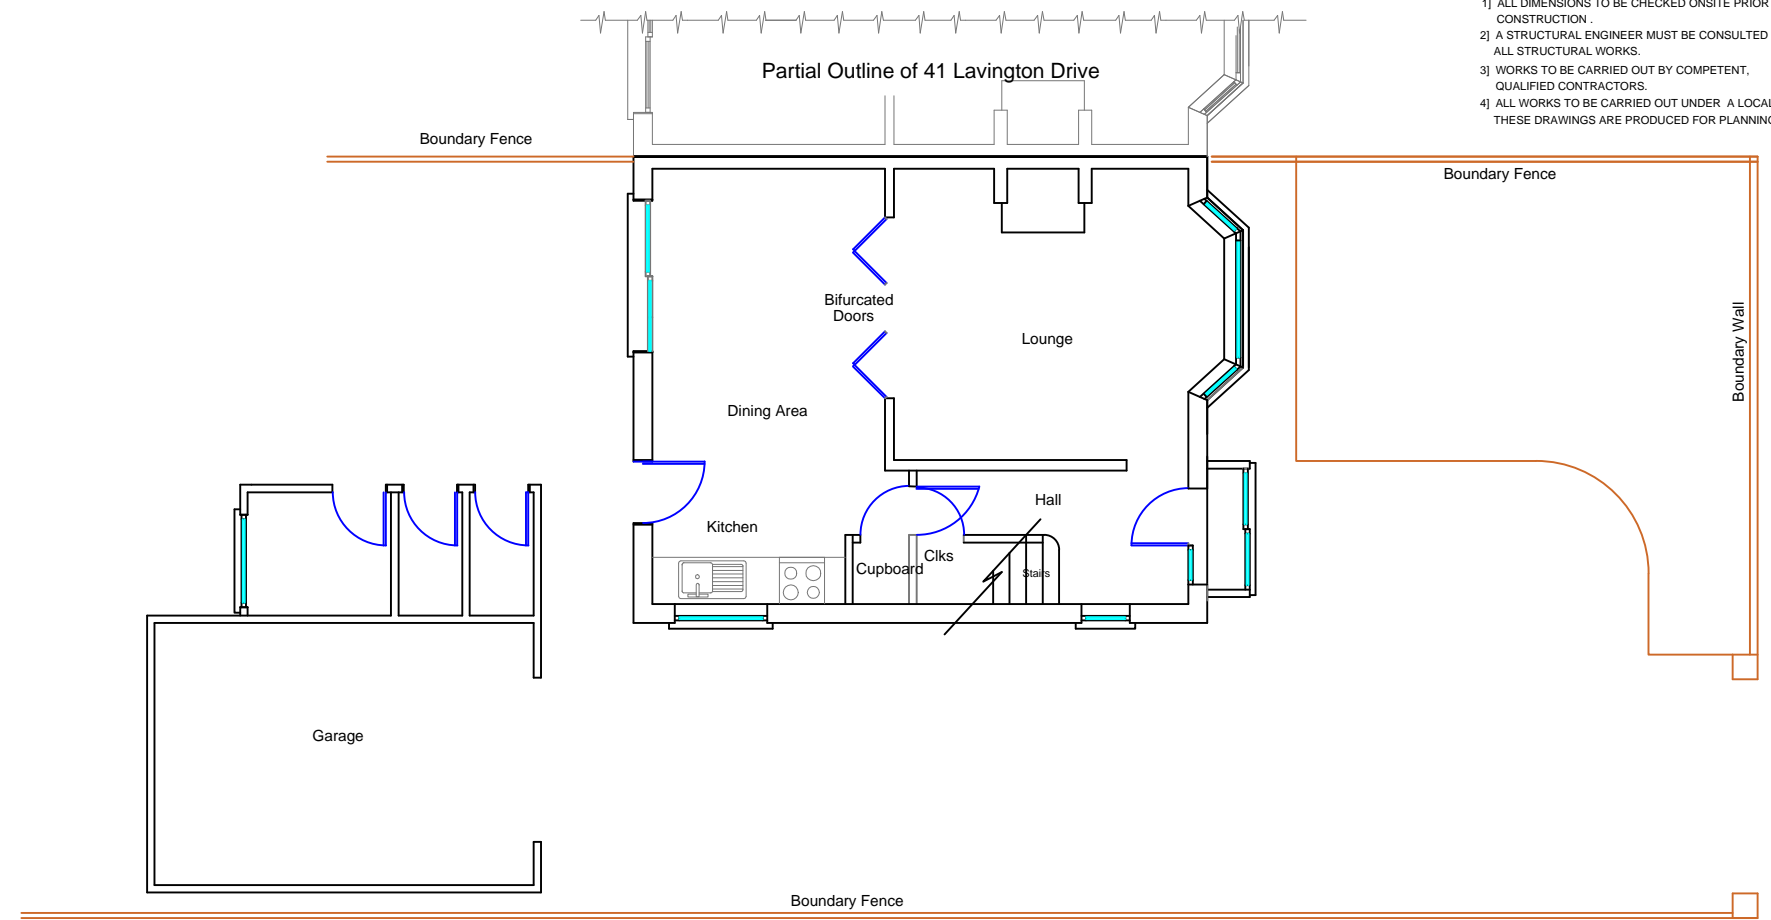 1] ALL DIMENSIONS TO BE CHECKED ONSITE PRIOR
CONSTRUCTION .
2] A STRUCTURAL ENGINEER MUST BE CONSULTED
ALL STRUCTURAL WORKS.
3] WORKS TO BE CARRIED OUT BY COMPETENT,
QUALIFIED CONTRACTORS.
4] ALL WORKS TO BE CARRIED OUT UNDER A LOCAL
THESE DRAWINGS ARE PRODUCED FOR PLANNING
Partial Outline of 41 Lavington Drive
Boundary Fence
Boundary Fence
Bifurcated
Doors
Lounge
Boundary Wall
Dining Area
Hall
Kitchen
Clks
Cupboard
Stairs
Garage
Boundary Fence